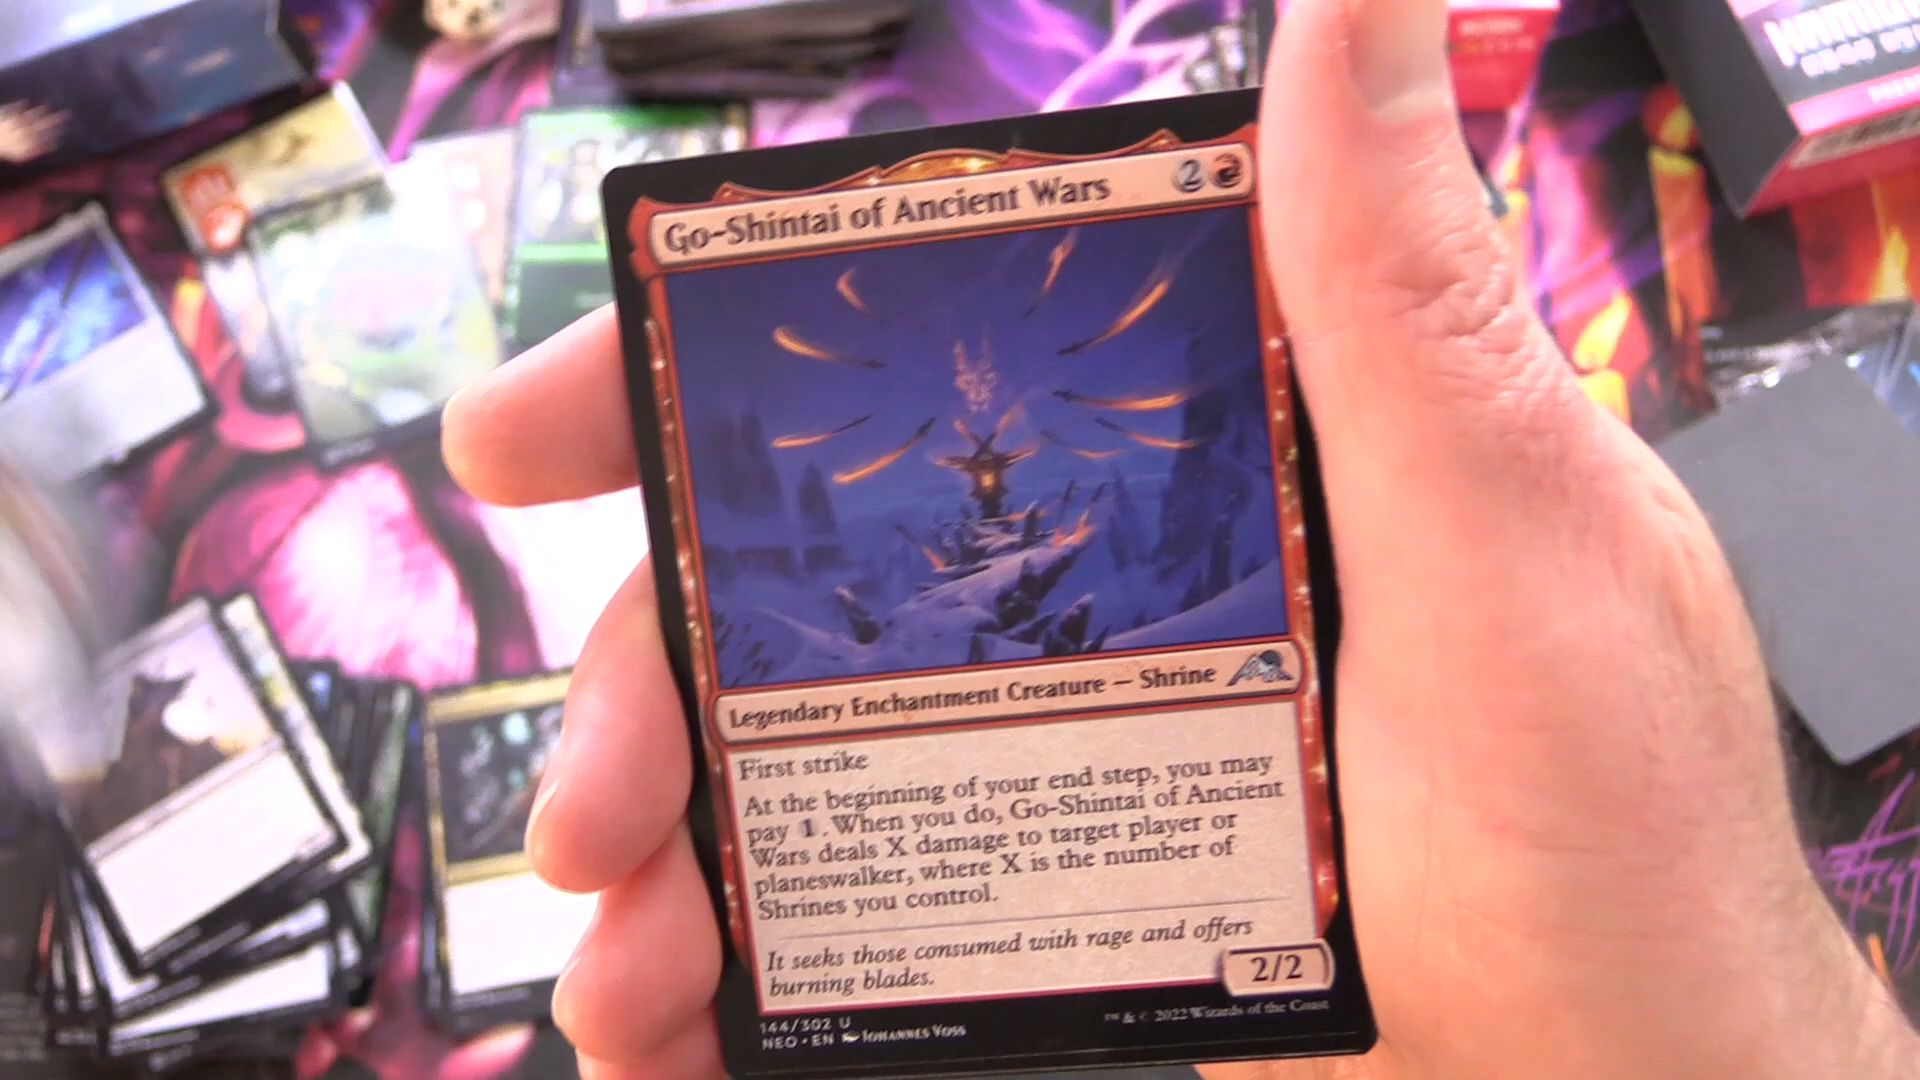 Go-Shintai of Ancient Wars 2
Legendary Enchantment Creature — Shrine
First strike
At the beginning of your end step, you may
pay 1. When you do, Go-Shintai of Ancient
Wars deals X damage to target player or
planeswalker, where X is the number of
Shrines you control.
It seeks those consumed with rage and offers
burning blades.
2/2
144/302 U
NEO • EN Johannes Voss
™ & © 2022 Wizards of the Coast